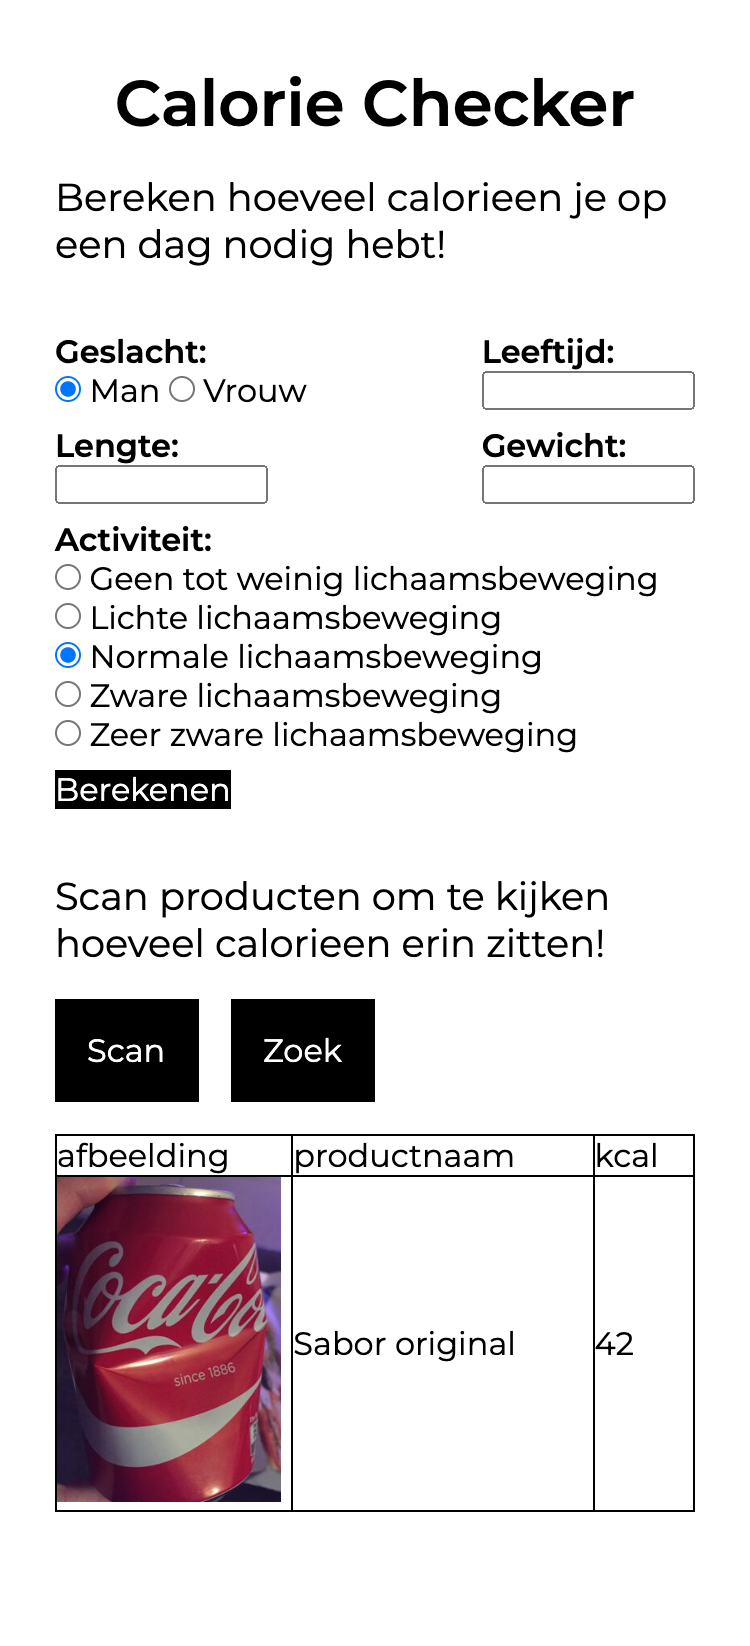 Calorie Checker
Bereken hoeveel calorieen je op
een dag nodig hebt!
Geslacht:
Man Vrouw
Leeftijd:
Lengte:
Gewicht:
Activiteit:
Geen tot weinig lichaamsbeweging
Lichte lichaamsbeweging
Normale lichaamsbeweging
Zware lichaamsbeweging
Zeer zware lichaamsbeweging
Berekenen
Scan producten om te kijken
hoeveel calorieen erin zitten!
Scan Zoek
afbeelding productnaam kcal
Coca-Co
since 1886
Sabor original 42